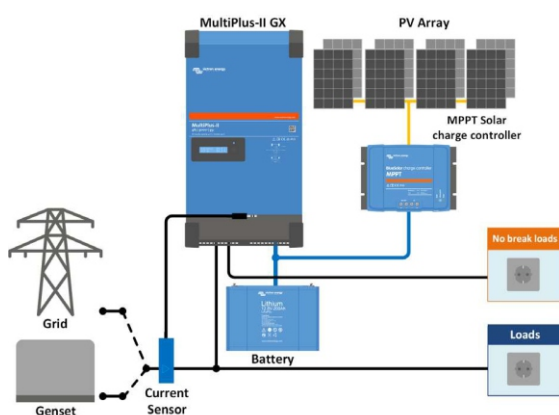 MultiPlus-II GX
PV Array
MPPT Solar
charge controller
MultiPlus-II
MPPT
No break loads
Lithium
Grid
Loads
Battery
Genset
Current
Sensor